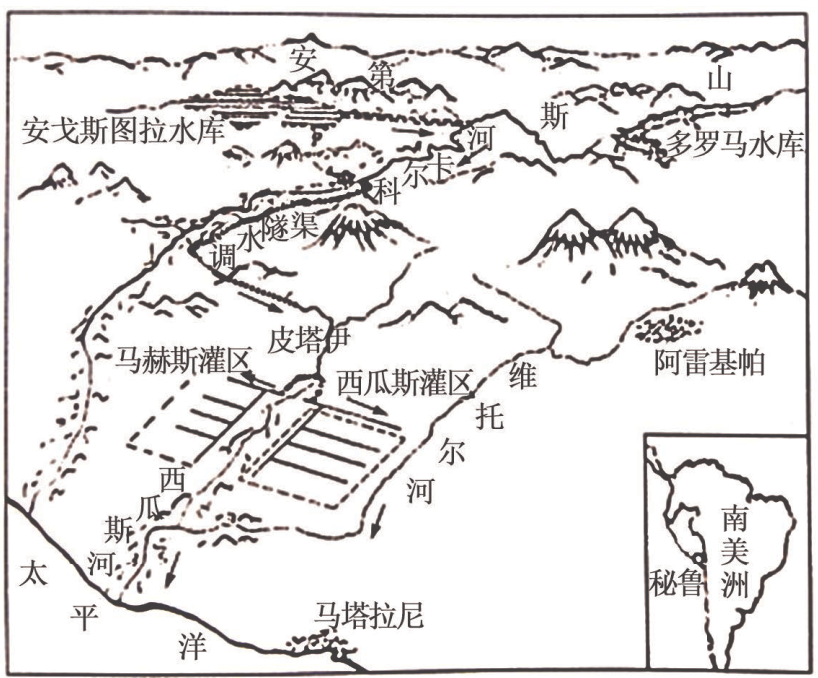 安第斯山
安戈斯图拉水库
多罗马水库
科尔卡河
调水隧渠
皮塔伊
马赫斯灌区
西瓜斯灌区
阿雷基帕
维托尔河
西瓜斯河
太平洋
马塔拉尼
南美洲
秘鲁